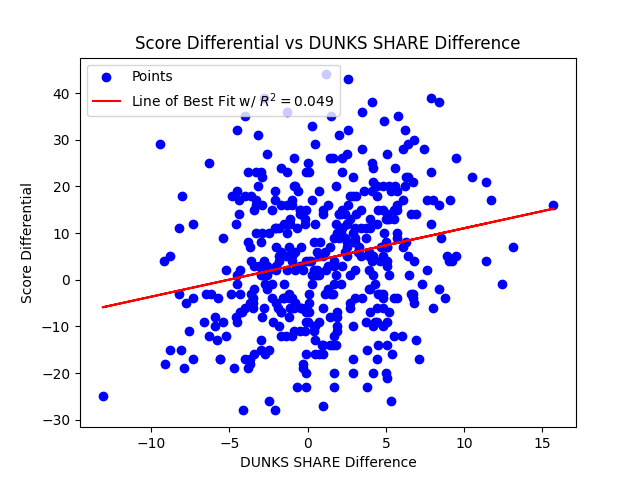 Score Differential vs DUNKS SHARE Difference
Points
Line of Best Fit w/ R² = 0.049
Score Differential
40
30
20
10
0
−10
−20
−30
−10
−5
0
5
10
15
DUNKS SHARE Difference